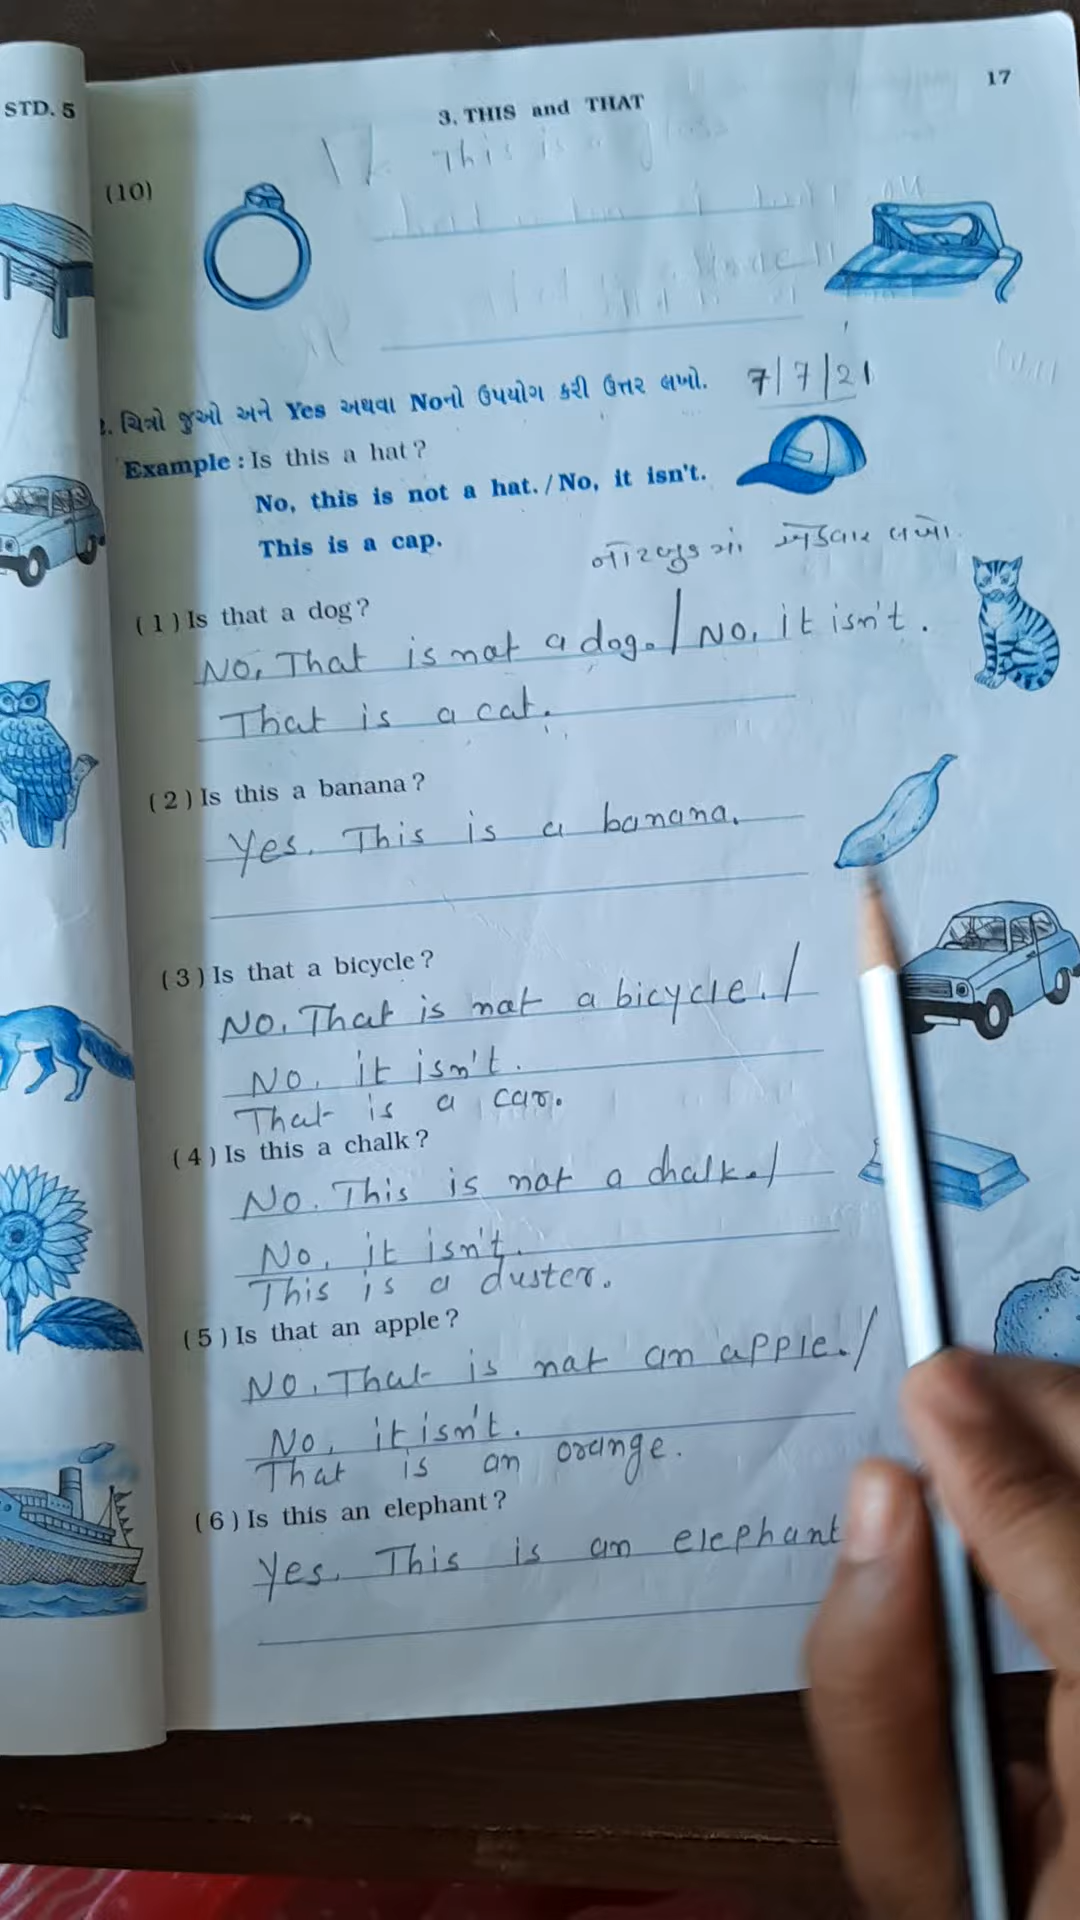 STD. 5
3. THIS and THAT
17
This is a
(10)
2. ચિત્રો જુઓ અને Yes અથવા Noનો ઉપયોગ કરી ઉત્તર લખો. 7/7/21
Example : Is this a hat?
No, this is not a hat. / No, it isn't.
This is a cap.
નોટબુકમાં લખો.
(1) Is that a dog?
No, That is not a dog. / No, it isn't.
That is a cat.
(2) Is this a banana?
Yes, This is a banana.
(3) Is that a bicycle?
No, That is not a bicycle. /
No, it isn't.
That is a car.
(4) Is this a chalk?
No. This is not a chalk. /
No, it isn't.
This is a duster.
(5) Is that an apple?
No, That is not an apple. /
No, it isn't.
That is an orange.
(6) Is this an elephant?
Yes, This is an elephant